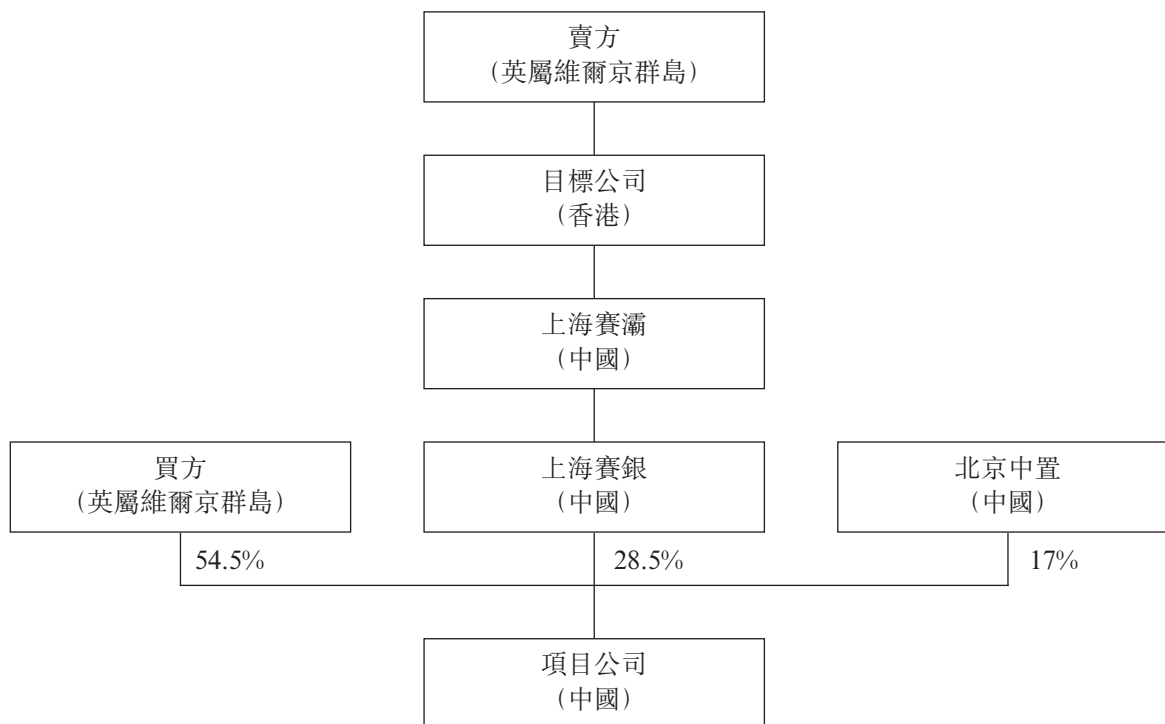 賣方
（英屬維爾京群島）
目標公司
（香港）
上海賽灞
（中國）
買方
（英屬維爾京群島）
上海賽銀
（中國）
北京中置
（中國）
54.5%
28.5%
17%
項目公司
（中國）